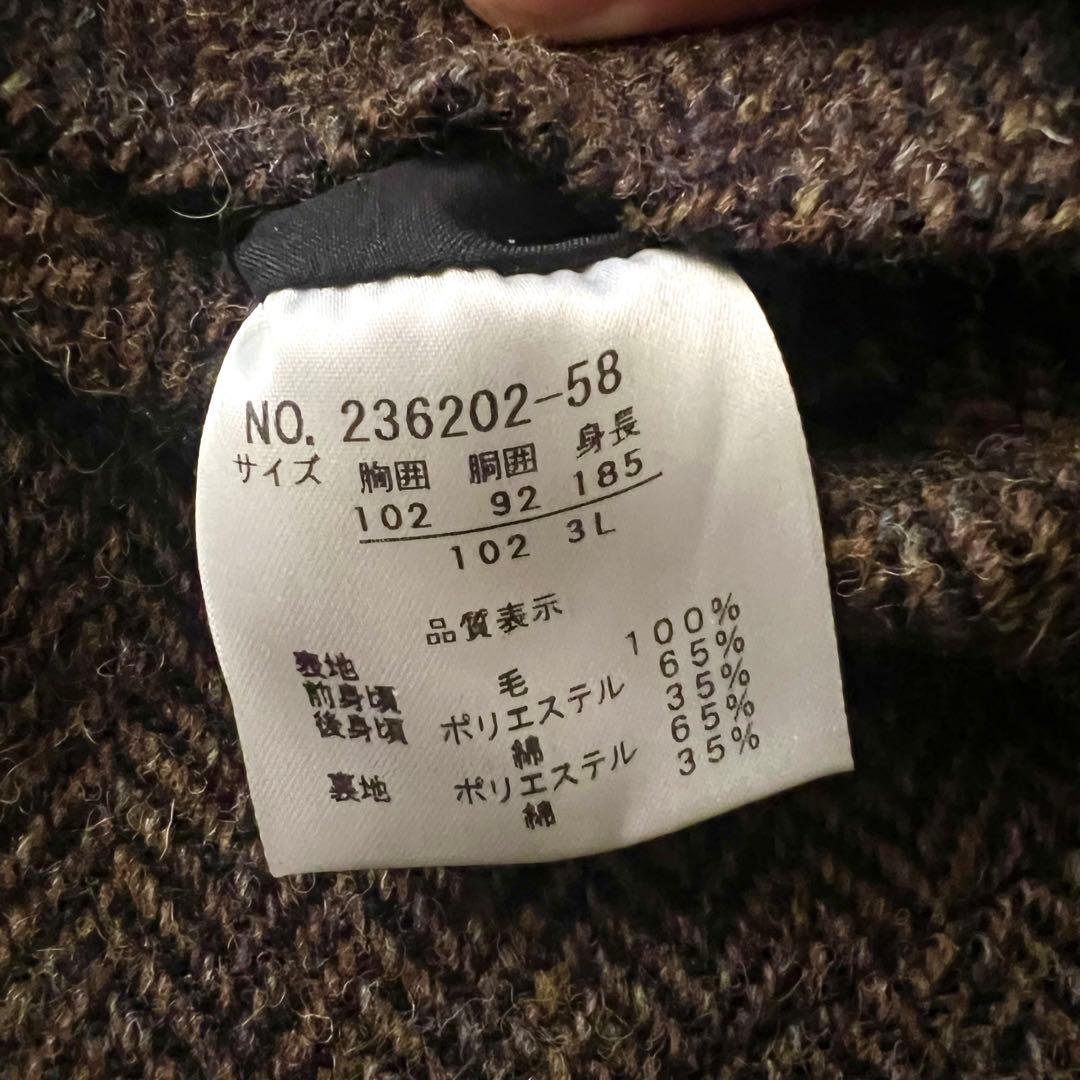 NO. 236202-58
サイズ 胸囲 胴囲 身長
102 92 185
102 3L
品質表示
表地
前身頃 毛 100%
後身頃 ポリエステル 65%
綿 35%
裏地 ポリエステル 65%
綿 35%